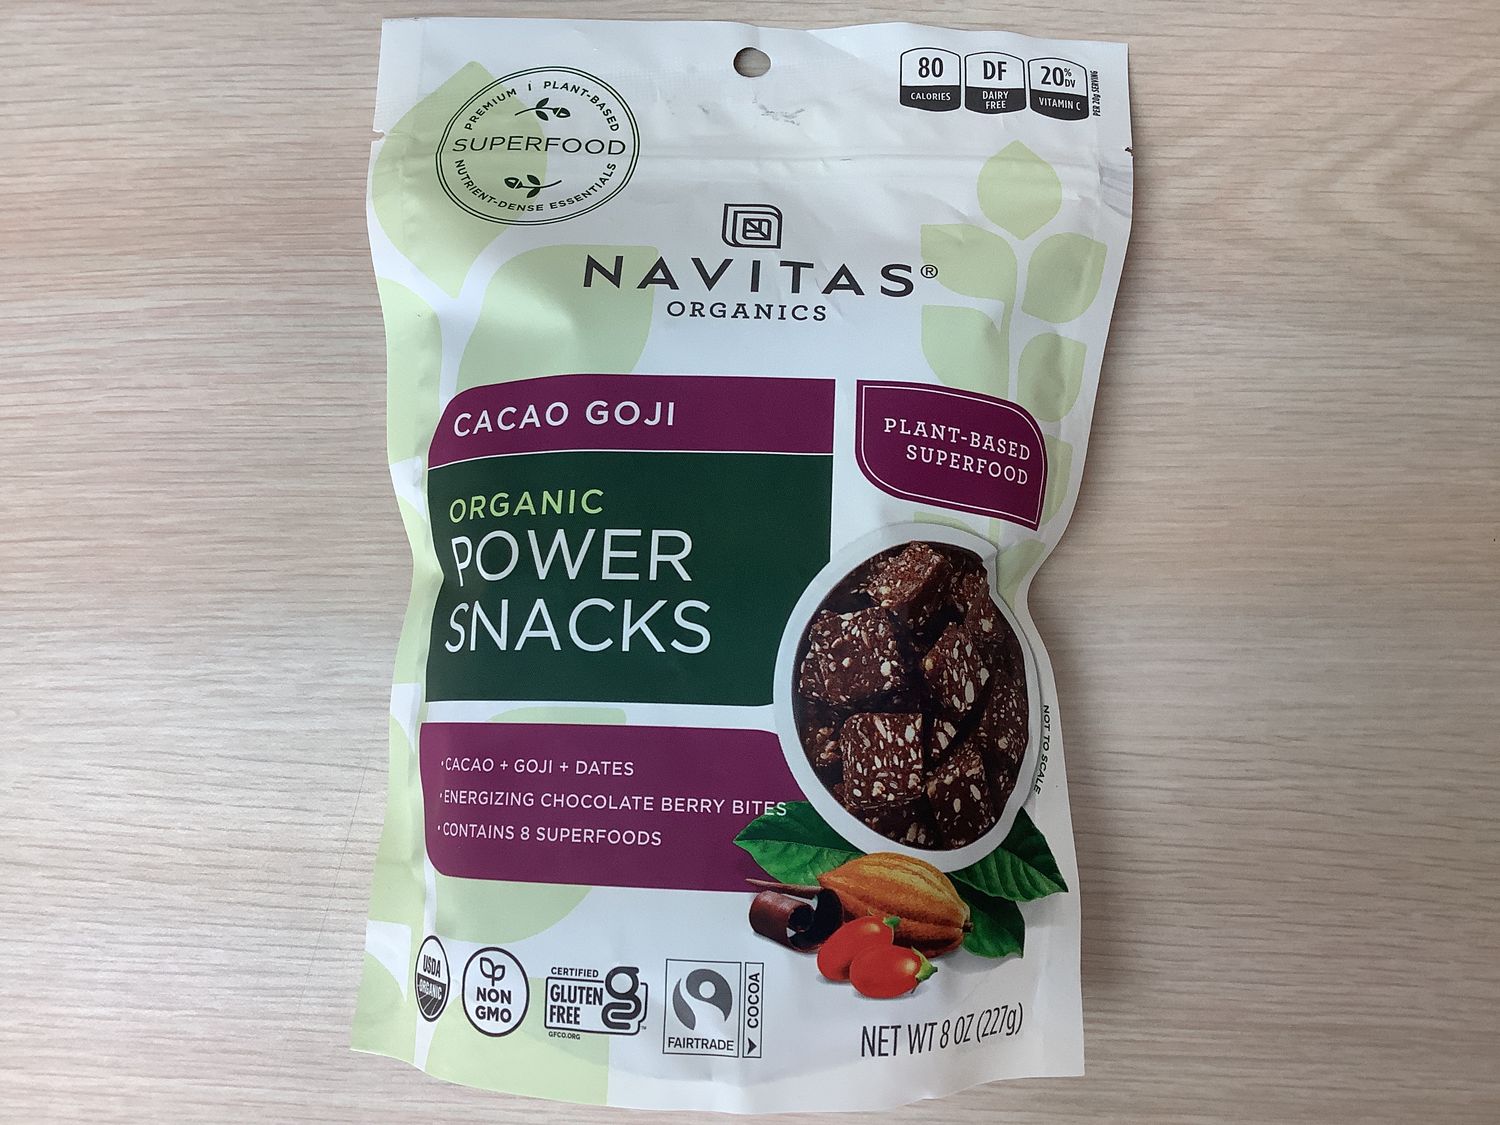 PREMIUM | PLANT-BASED
SUPERFOOD
NUTRIENT-DENSE ESSENTIALS
80
CALORIES
DF
DAIRY
FREE
20% DV
VITAMIN C
PER 20g SERVING
NAVITAS®
ORGANICS
CACAO GOJI
PLANT-BASED
SUPERFOOD
ORGANIC
POWER
SNACKS
NOT TO SCALE
•CACAO + GOJI + DATES
•ENERGIZING CHOCOLATE BERRY BITES
•CONTAINS 8 SUPERFOODS
USDA
ORGANIC
NON
GMO
CERTIFIED
GLUTEN
FREE
GFCO.ORG
FAIRTRADE
COCOA
NET WT 8 OZ (227g)